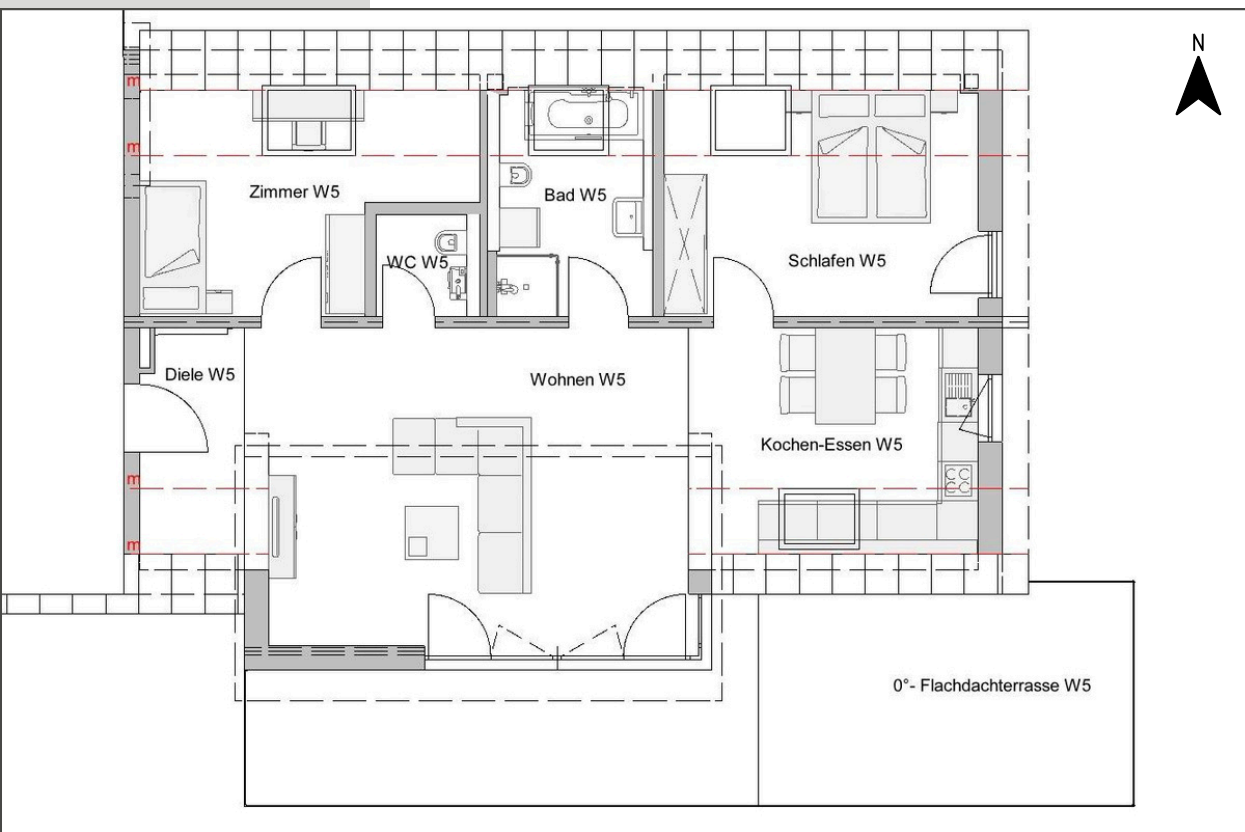 N
m
m
Zimmer W5
Bad W5
WC W5
Schlafen W5
Diele W5
Wohnen W5
Kochen-Essen W5
m
m
0°- Flachdachterrasse W5